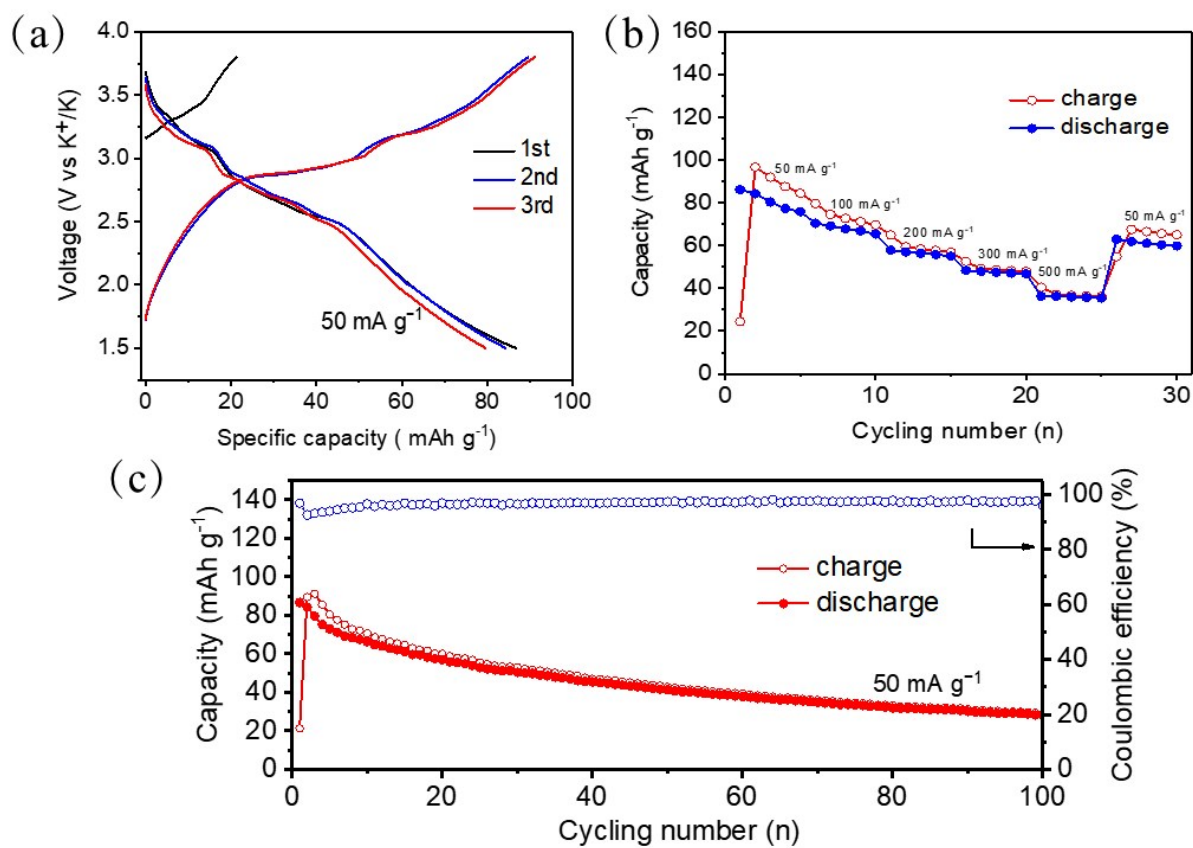 (a)
4.0
3.5
3.0
2.5
2.0
1.5
Voltage (V vs K⁺/K)
1st
2nd
3rd
50 mA g⁻¹
0 20 40 60 80 100
Specific capacity ( mAh g⁻¹)
(b)
160
140
120
100
80
60
40
20
0
Capacity (mAh g⁻¹)
charge
discharge
50 mA g⁻¹
100 mA g⁻¹
200 mA g⁻¹
300 mA g⁻¹
500 mA g⁻¹
50 mA g⁻¹
0 10 20 30
Cycling number (n)
(c)
140
120
100
80
60
40
20
0
Capacity (mAh g⁻¹)
charge
discharge
50 mA g⁻¹
100
80
60
40
20
0
Coulombic efficiency (%)
0 20 40 60 80 100
Cycling number (n)